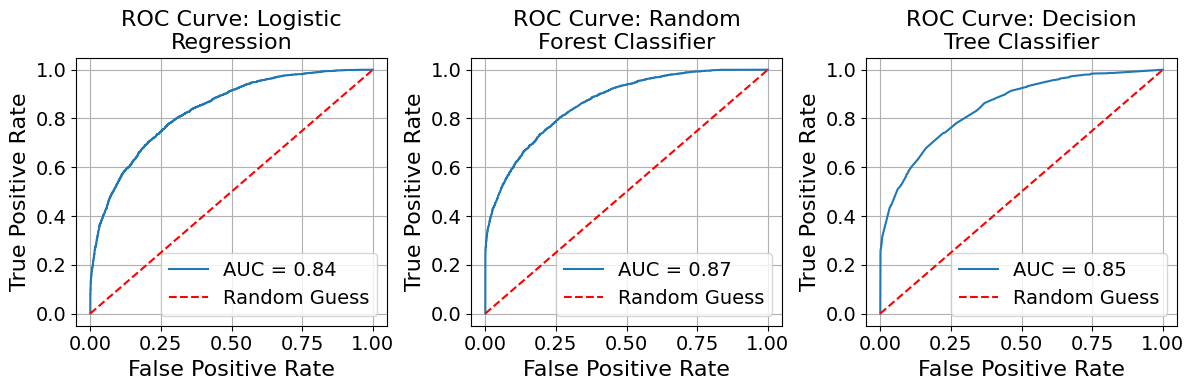 ROC Curve: Logistic
Regression
True Positive Rate
1.0
0.8
0.6
0.4
0.2
0.0
AUC = 0.84
Random Guess
0.00 0.25 0.50 0.75 1.00
False Positive Rate
ROC Curve: Random
Forest Classifier
True Positive Rate
1.0
0.8
0.6
0.4
0.2
0.0
AUC = 0.87
Random Guess
0.00 0.25 0.50 0.75 1.00
False Positive Rate
ROC Curve: Decision
Tree Classifier
True Positive Rate
1.0
0.8
0.6
0.4
0.2
0.0
AUC = 0.85
Random Guess
0.00 0.25 0.50 0.75 1.00
False Positive Rate